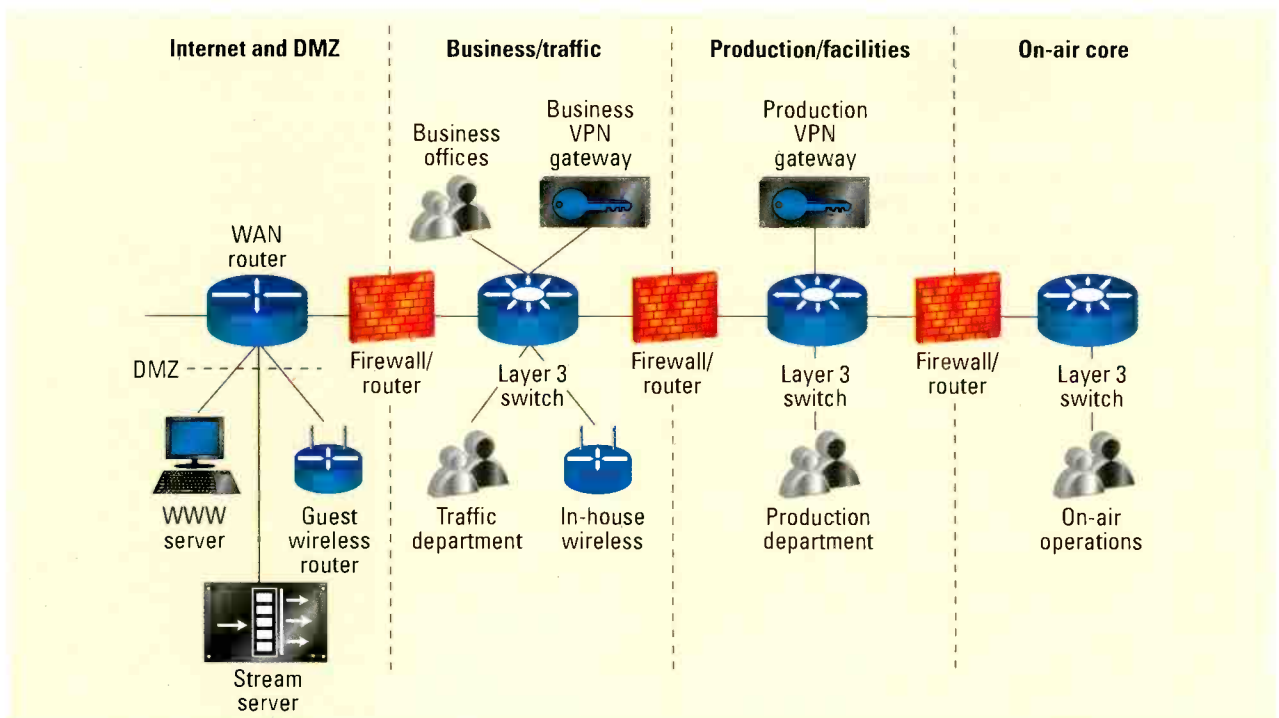 Internet and DMZ
Business/traffic
Production/facilities
On-air core
Business
offices
Business
VPN
gateway
Production
VPN
gateway
WAN
router
Firewall/
router
Layer 3
switch
Firewall/
router
Layer 3
switch
Firewall/
router
Layer 3
switch
DMZ
WWW
server
Guest
wireless
router
Traffic
department
In-house
wireless
Production
department
On-air
operations
Stream
server